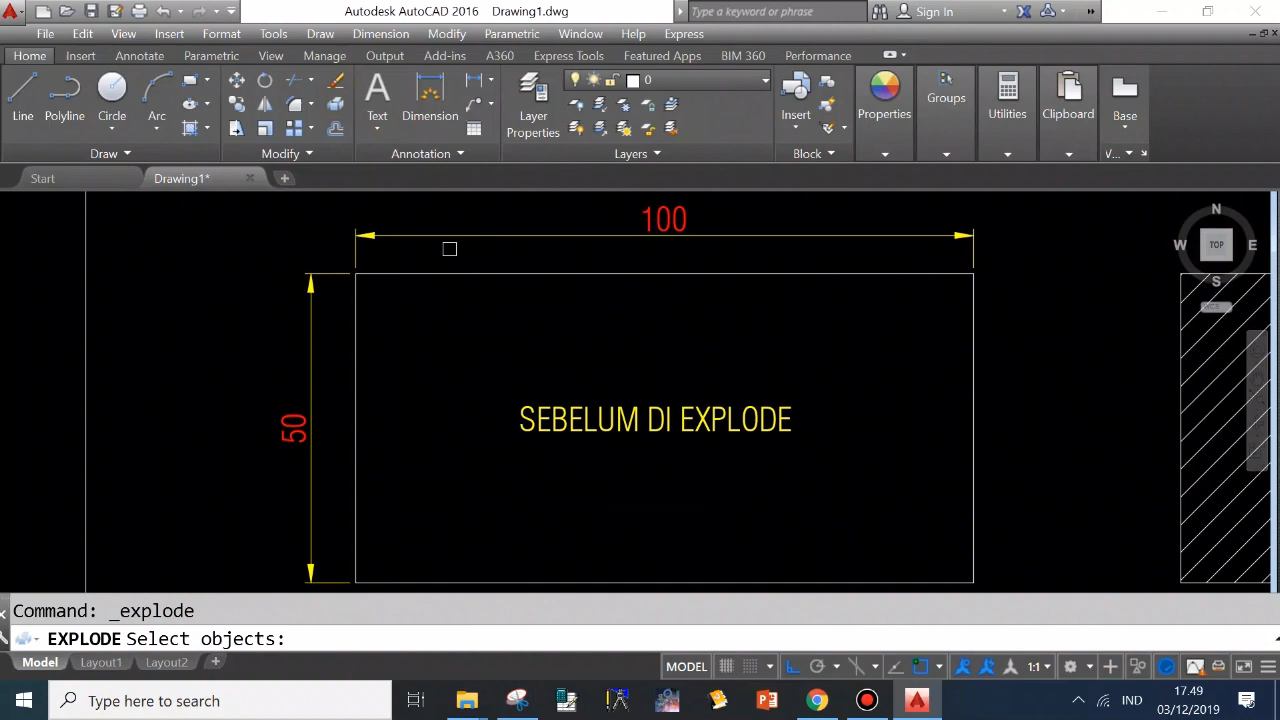 Autodesk AutoCAD 2016 Drawing1.dwg
Type a keyword or phrase
Sign In
File Edit View Insert Format Tools Draw Dimension Modify Parametric Window Help Express
Home Insert Annotate Parametric View Manage Output Add-ins A360 Express Tools Featured Apps BIM 360 Performance
0
Line Polyline Circle Arc Text Dimension Layer Properties Insert Properties Groups Utilities Clipboard Base
Draw Modify Annotation Layers Block V...
Start Drawing1*
100
N
W TOP E
S
50
SEBELUM DI EXPLODE
Command: _explode
EXPLODE Select objects:
Model Layout1 Layout2 MODEL 1:1
Type here to search
IND
17.49
03/12/2019